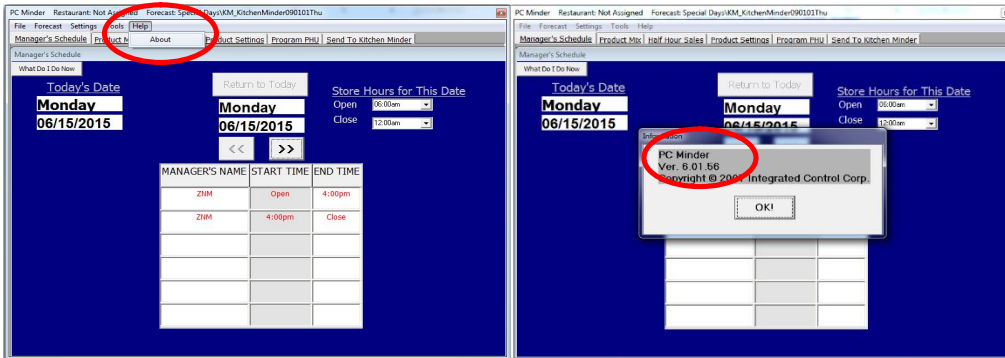 PC Minder Restaurant: Not Assigned Forecast: Special Days\KM_KitchenMinder090101Thu
File Forecast Settings Tools Help
Manager's Schedule Product M Product Settings Program PHU Send To Kitchen Minder
About
Manager's Schedule
What Do I Do Now
Today's Date
Return to Today
Store Hours for This Date
Monday
Monday
Open 06:00am
06/15/2015
06/15/2015
Close 12:00am
<< >>
MANAGER'S NAME START TIME END TIME
ZNM Open 4:00pm
ZNM 4:00pm Close
PC Minder Restaurant: Not Assigned Forecast: Special Days\KM_KitchenMinder090101Thu
File Forecast Settings Tools Help
Manager's Schedule Product Mix Half Hour Sales Product Settings Program PHU Send To Kitchen Minder
Manager's Schedule
What Do I Do Now
Today's Date
Return to Today
Store Hours for This Date
Monday
Monday
Open 06:00am
06/15/2015
06/15/2015
Close 12:00am
Information
PC Minder
Ver. 6.01.56
Copyright © Integrated Control Corp.
OK!